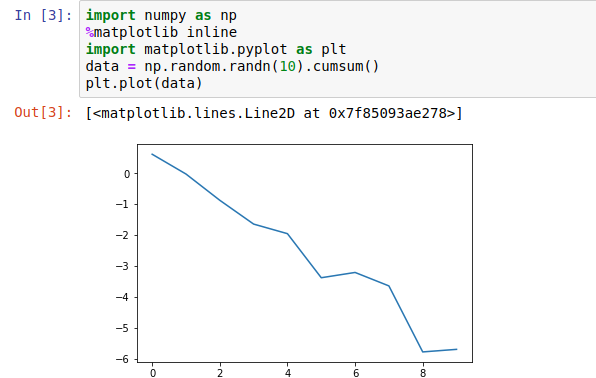 In [3]: import numpy as np
%matplotlib inline
import matplotlib.pyplot as plt
data = np.random.randn(10).cumsum()
plt.plot(data)
Out[3]: [<matplotlib.lines.Line2D at 0x7f85093ae278>]
0
−1
−2
−3
−4
−5
−6
0 2 4 6 8